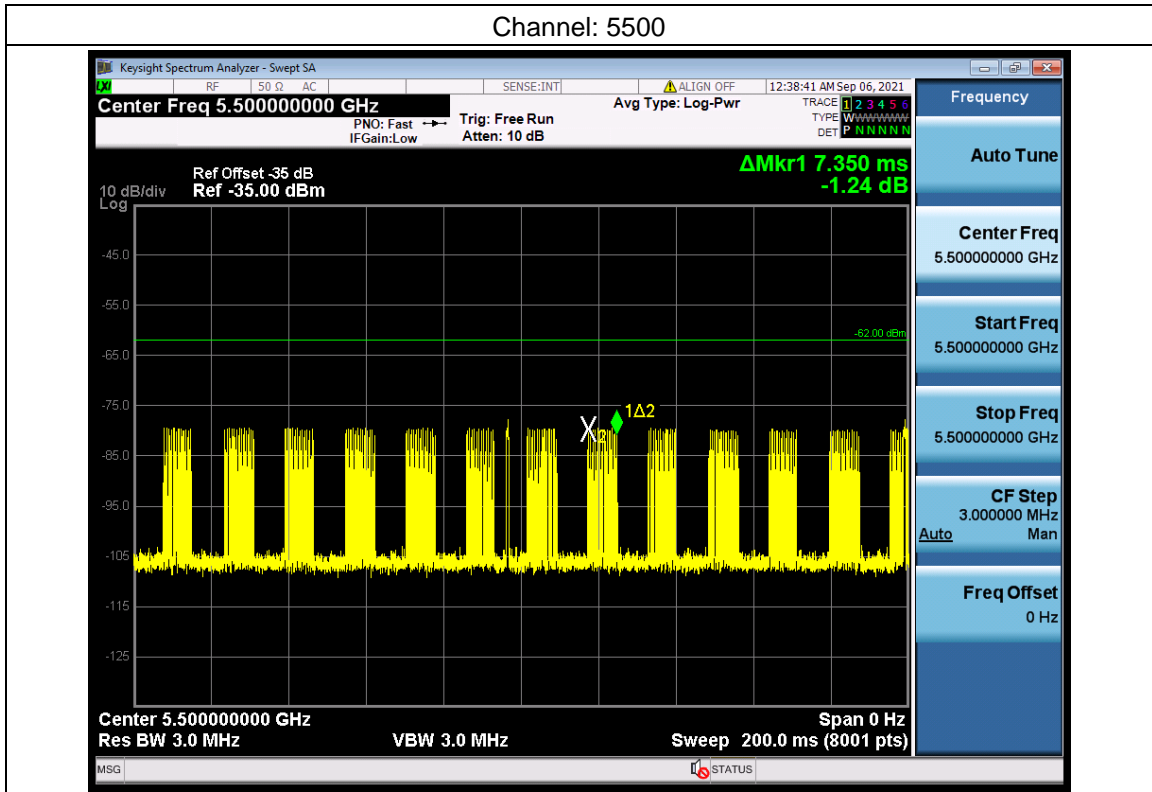 Channel: 5500
Keysight Spectrum Analyzer - Swept SA
LXI RF 50 Ω AC SENSE:INT ALIGN OFF 12:38:41 AM Sep 06, 2021
Center Freq 5.500000000 GHz
PNO: Fast
IFGain:Low
Trig: Free Run
Atten: 10 dB
Avg Type: Log-Pwr
TRACE 1 2 3 4 5 6
TYPE WWWWWW
DET P N N N N N
Ref Offset -35 dB
10 dB/div Ref -35.00 dBm
Log
ΔMkr1 7.350 ms
-1.24 dB
-45.0
-55.0
-62.00 dBm
-65.0
-75.0
1Δ2
X2
-85.0
-95.0
-105
-115
-125
Center 5.500000000 GHz Span 0 Hz
Res BW 3.0 MHz VBW 3.0 MHz Sweep 200.0 ms (8001 pts)
MSG STATUS
Frequency
Auto Tune
Center Freq
5.500000000 GHz
Start Freq
5.500000000 GHz
Stop Freq
5.500000000 GHz
CF Step
3.000000 MHz
Auto Man
Freq Offset
0 Hz